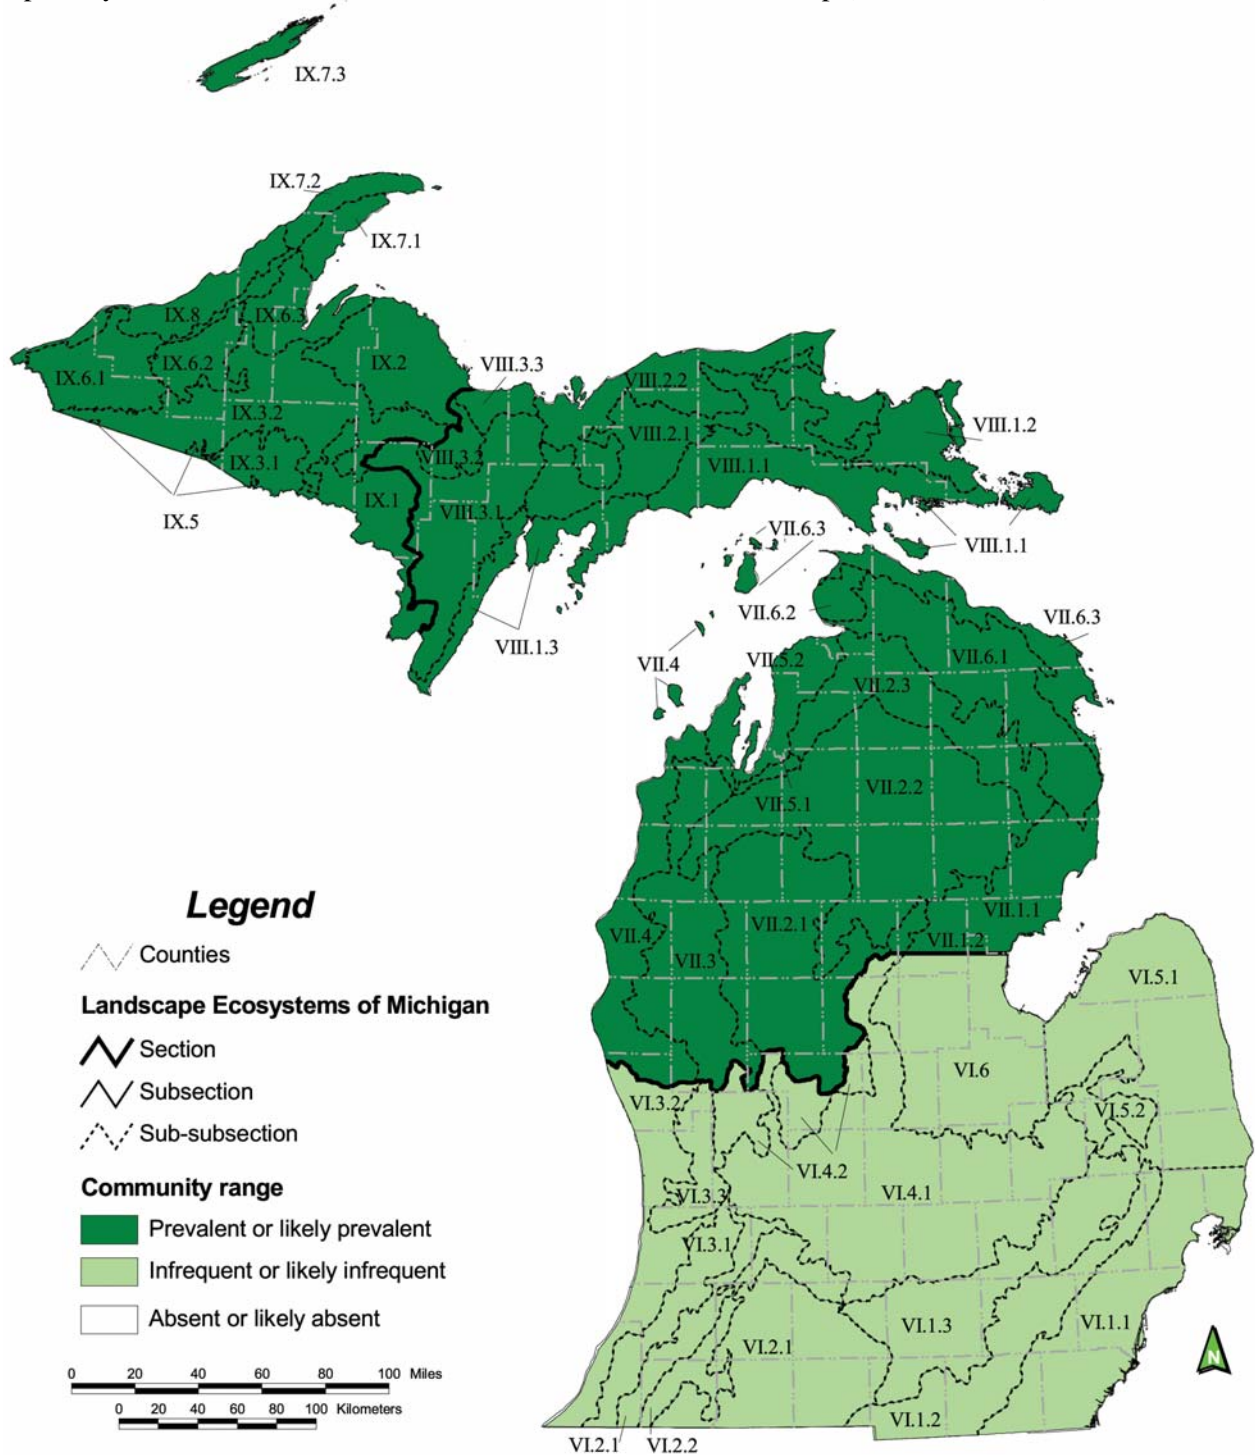 IX.7.3
IX.7.2
IX.7.1
IX.8
IX.6.3
IX.2
IX.6.2
IX.6.1
VIII.3.3
VIII.2.2
IX.3.2
VIII.2.1
VIII.1.2
IX.3.1
VIII.3.2
VIII.1.1
IX.1
VIII.3.1
IX.5
VII.6.3
VIII.1.1
VII.6.2
VII.6.3
VIII.1.3
VII.4
VII.5.2
VII.6.1
VII.2.3
VII.5.1
VII.2.2
VII.4
VII.3
VII.2.1
VII.1.1
VII.1.2
VI.5.1
VI.6
VI.3.2
VI.5.2
VI.4.2
VI.3.3
VI.4.1
VI.3.1
VI.1.3
VI.1.1
VI.2.1
VI.1.2
VI.2.1
VI.2.2
Legend
Counties
Landscape Ecosystems of Michigan
Section
Subsection
Sub-subsection
Community range
Prevalent or likely prevalent
Infrequent or likely infrequent
Absent or likely absent
0 20 40 60 80 100 Miles
0 20 40 60 80 100 Kilometers
N